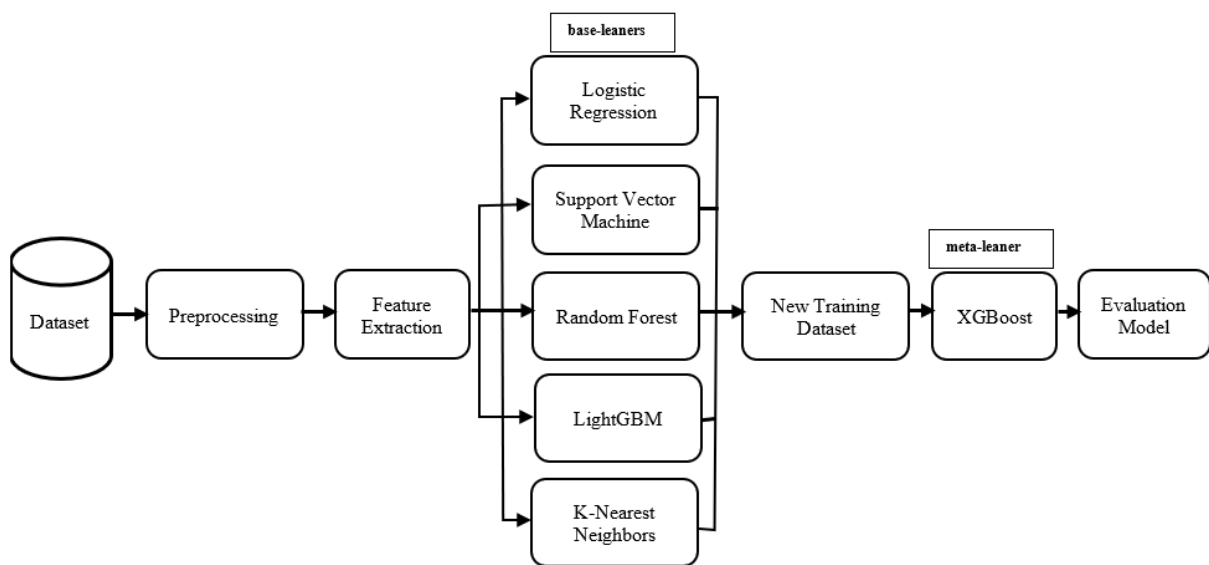 base-leaners
Logistic
Regression
Support Vector
Machine
meta-leaner
Dataset
Preprocessing
Feature
Extraction
Random Forest
New Training
Dataset
XGBoost
Evaluation
Model
LightGBM
K-Nearest
Neighbors